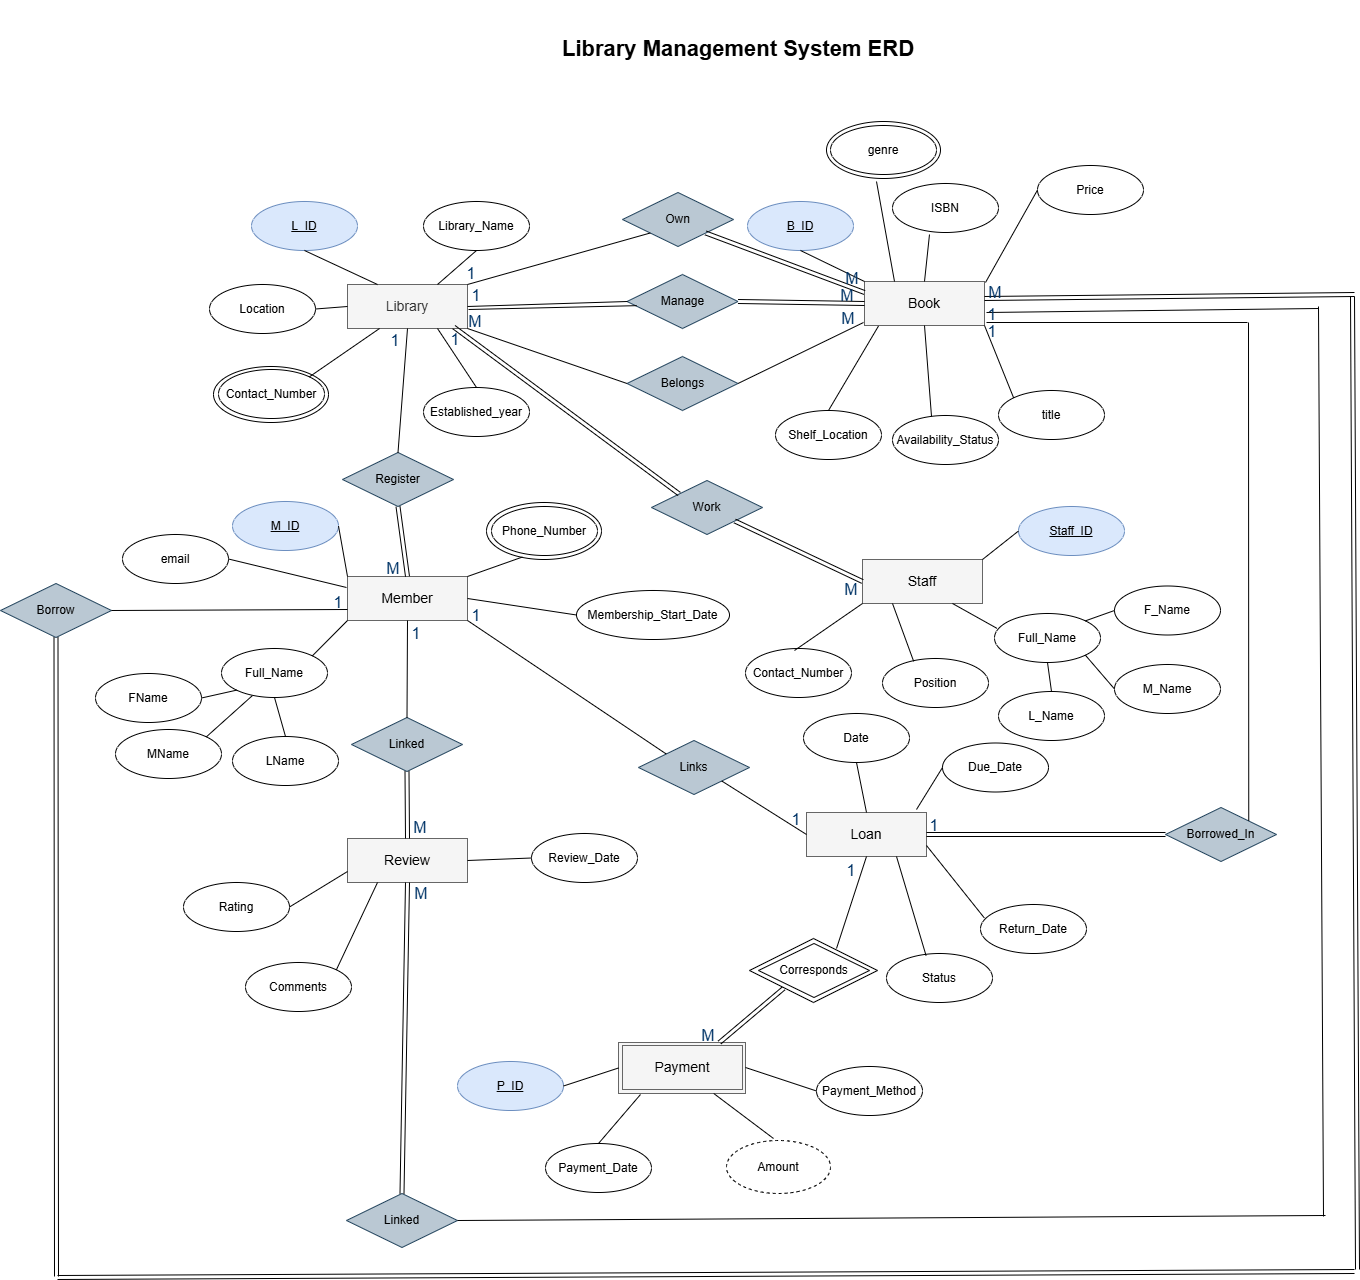 Library Management System ERD
genre
Price
ISBN
L_ID
Library_Name
Own
B_ID
1
M
M
1
M
Location
Library
Manage
Book
M
M
1
1
1
1
Contact_Number
Belongs
Established_year
Shelf_Location
Availability_Status
title
Register
Work
M_ID
Phone_Number
Staff_ID
email
M
Staff
M
Borrow
1
Member
1
Membership_Start_Date
F_Name
1
Full_Name
Full_Name
Contact_Number
Position
M_Name
FName
L_Name
MName
LName
Linked
Date
Links
Due_Date
M
1
Loan
1
Borrowed_In
Review
Review_Date
1
M
Rating
Return_Date
Corresponds
Status
Comments
M
Payment
P_ID
Payment_Method
Payment_Date
Amount
Linked